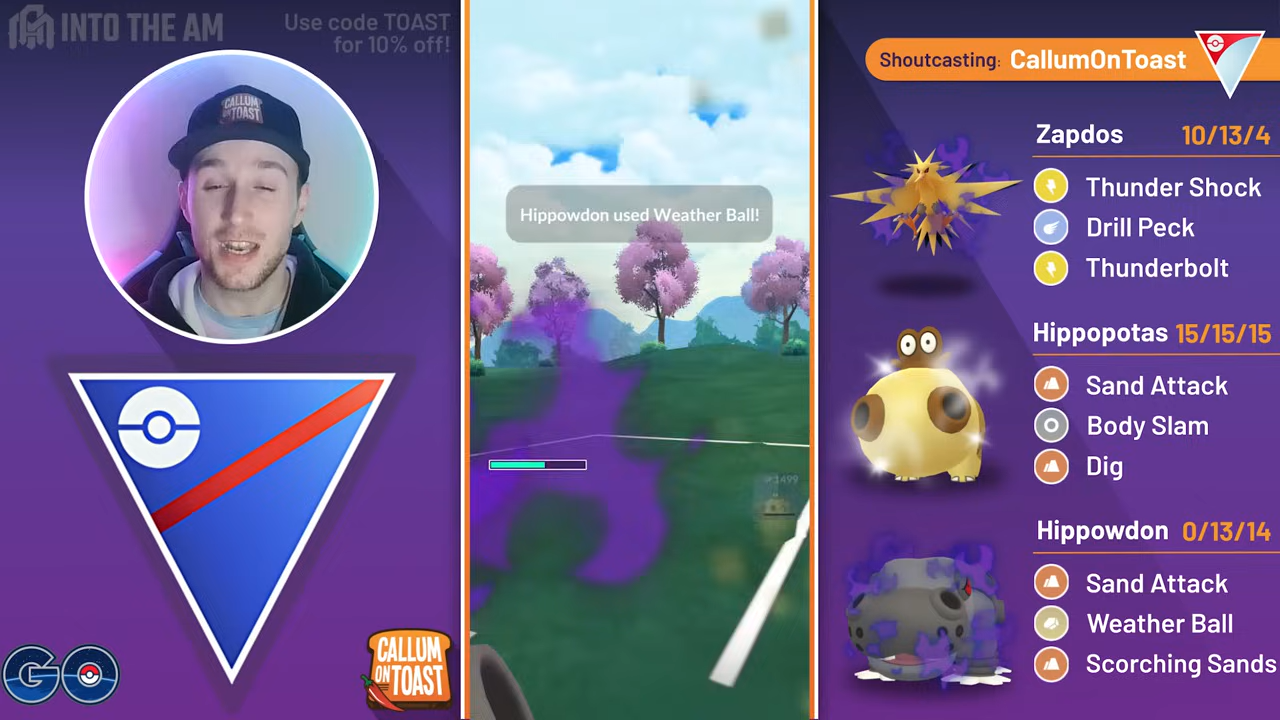 INTO THE AM
Use code TOAST
for 10% off!
CALLUM
ON TOAST
GO
CALLUM
ON
TOAST
Hippowdon used Weather Ball!
Shoutcasting: CallumOnToast
Zapdos 10/13/4
Thunder Shock
Drill Peck
Thunderbolt
Hippopotas 15/15/15
Sand Attack
Body Slam
Dig
Hippowdon 0/13/14
Sand Attack
Weather Ball
Scorching Sands